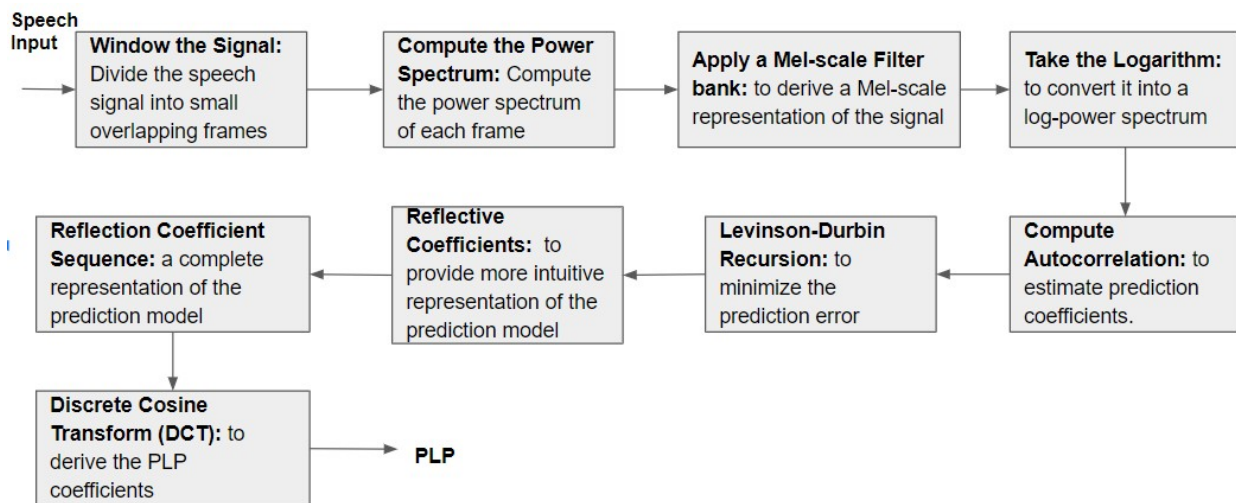 Speech
Input
Window the Signal:
Divide the speech
signal into small
overlapping frames
Compute the Power
Spectrum: Compute
the power spectrum
of each frame
Apply a Mel-scale Filter
bank: to derive a Mel-scale
representation of the signal
Take the Logarithm:
to convert it into a
log-power spectrum
Compute
Autocorrelation: to
estimate prediction
coefficients.
Levinson-Durbin
Recursion: to
minimize the
prediction error
Reflective
Coefficients: to
provide more intuitive
representation of the
prediction model
Reflection Coefficient
Sequence: a complete
representation of the
prediction model
Discrete Cosine
Transform (DCT): to
derive the PLP
coefficients
PLP